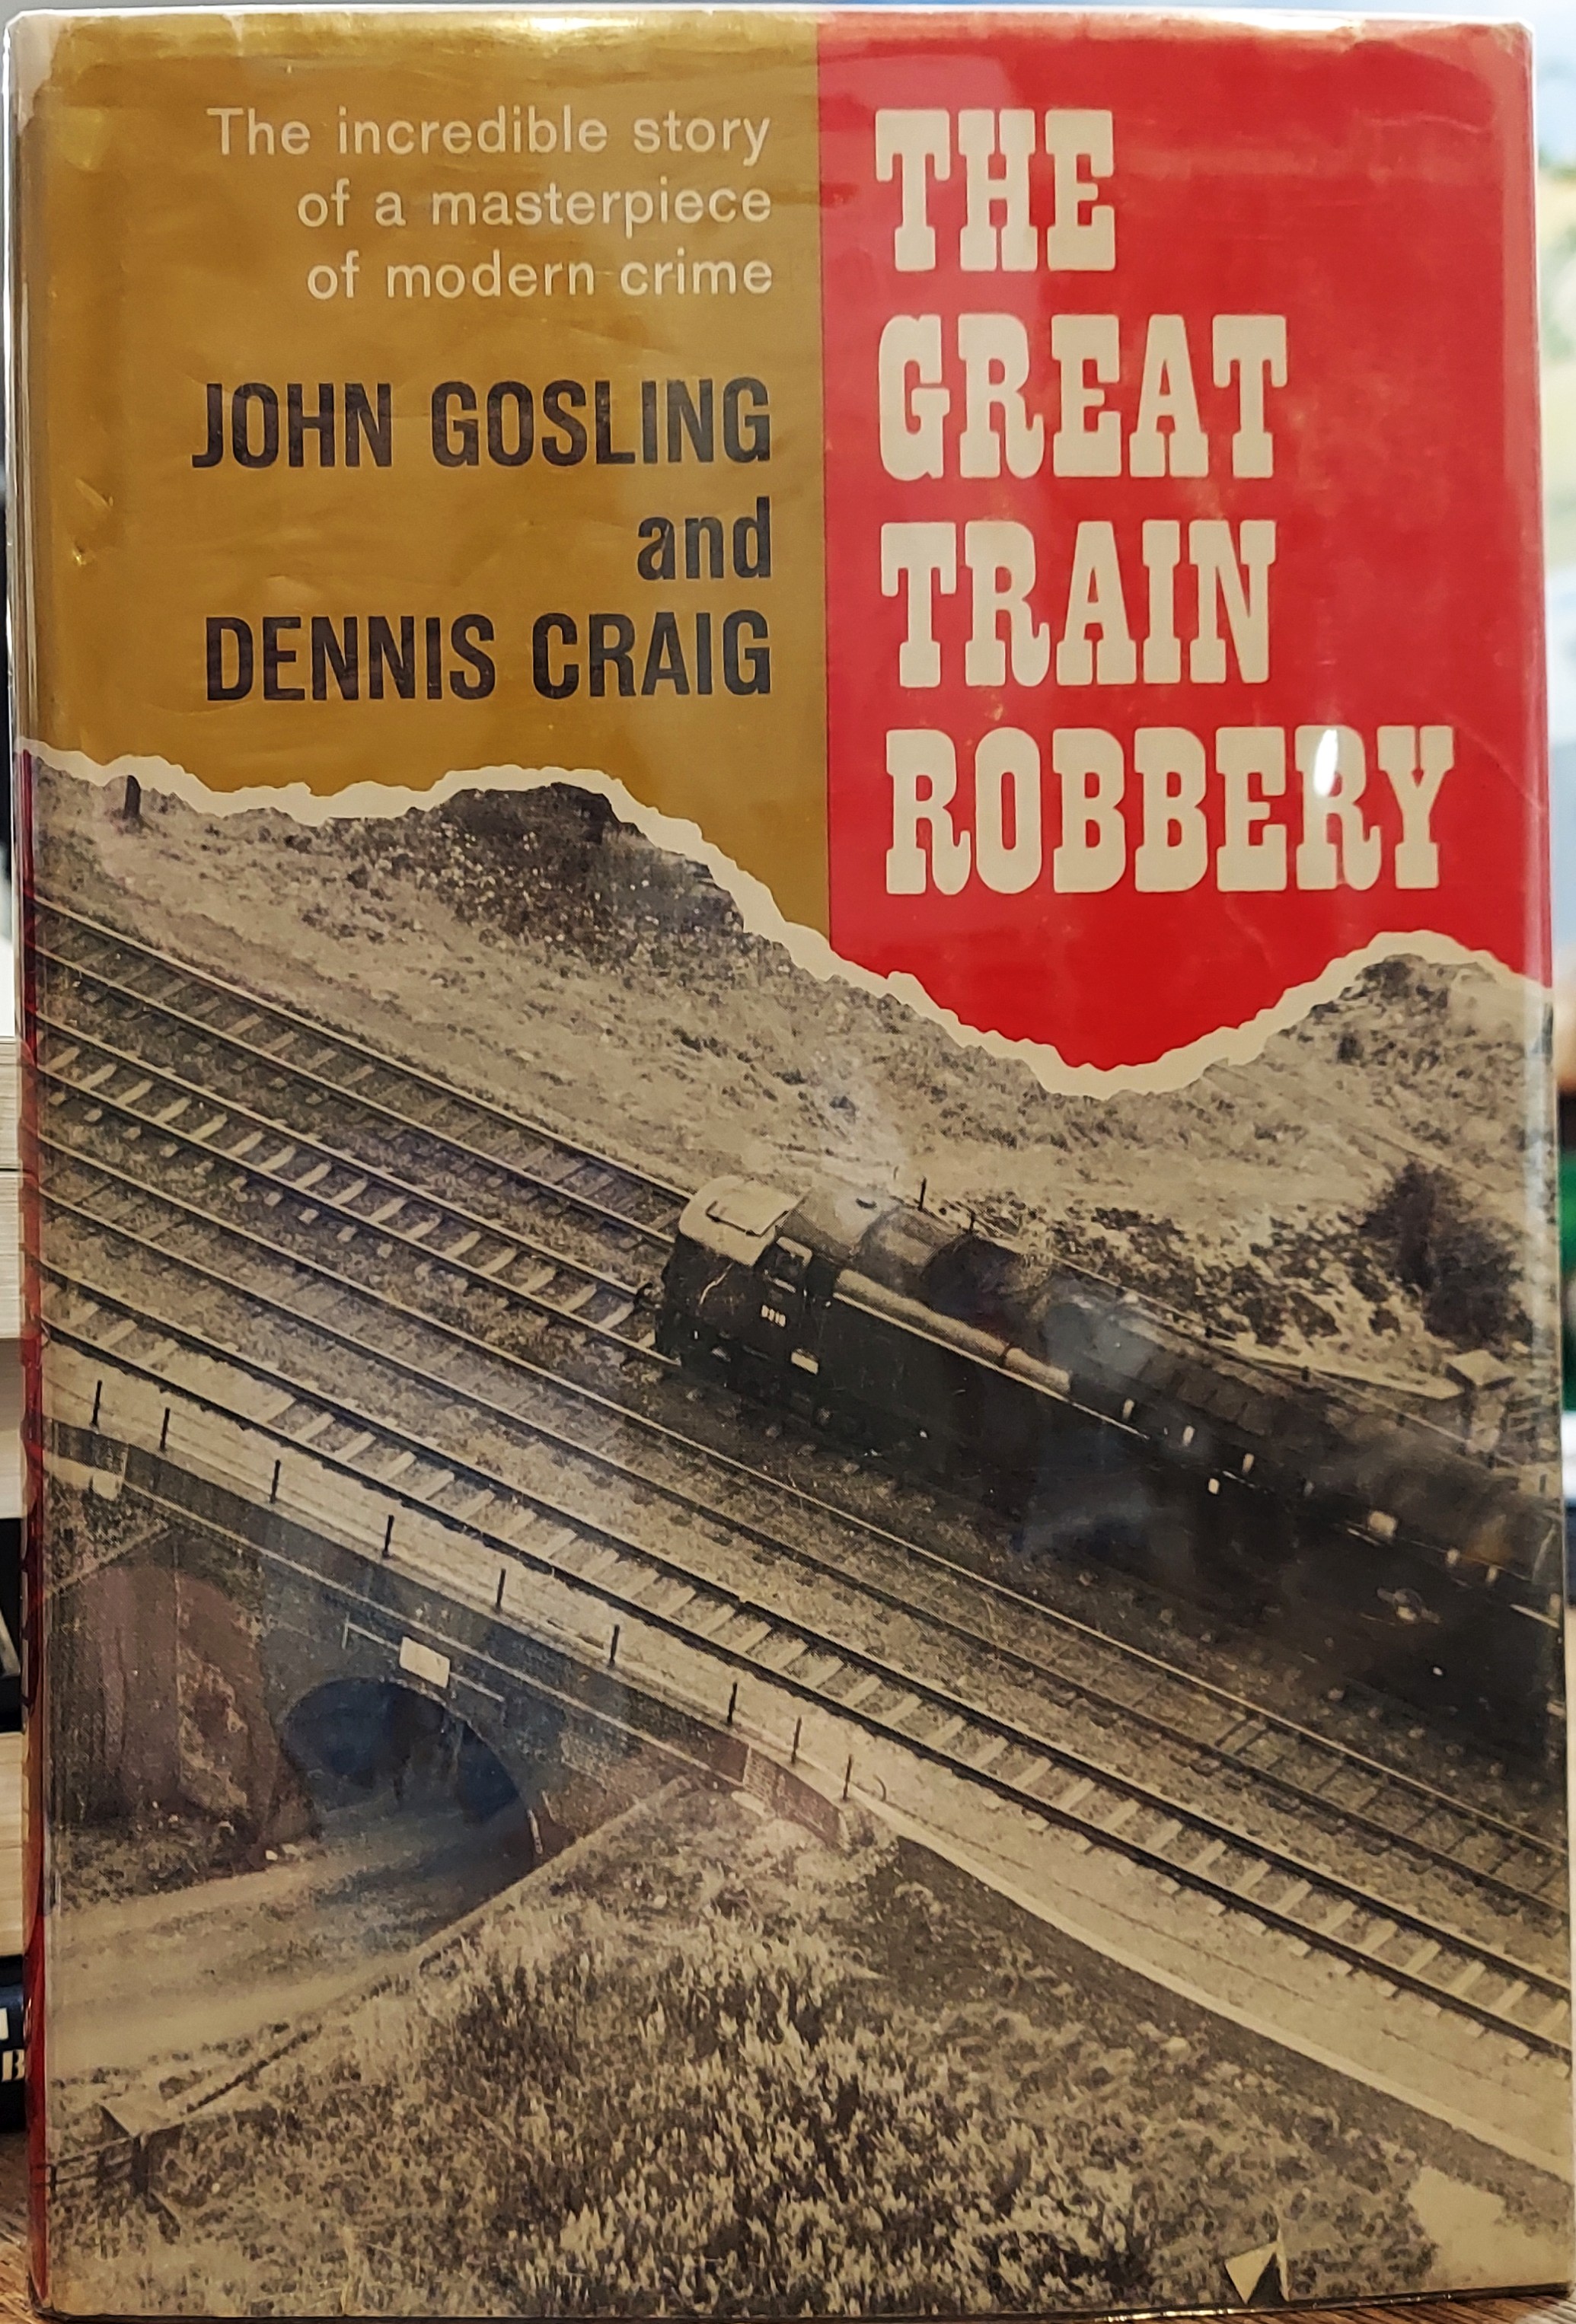 The incredible story
of a masterpiece
of modern crime
JOHN GOSLING
and
DENNIS CRAIG
THE
GREAT
TRAIN
ROBBERY